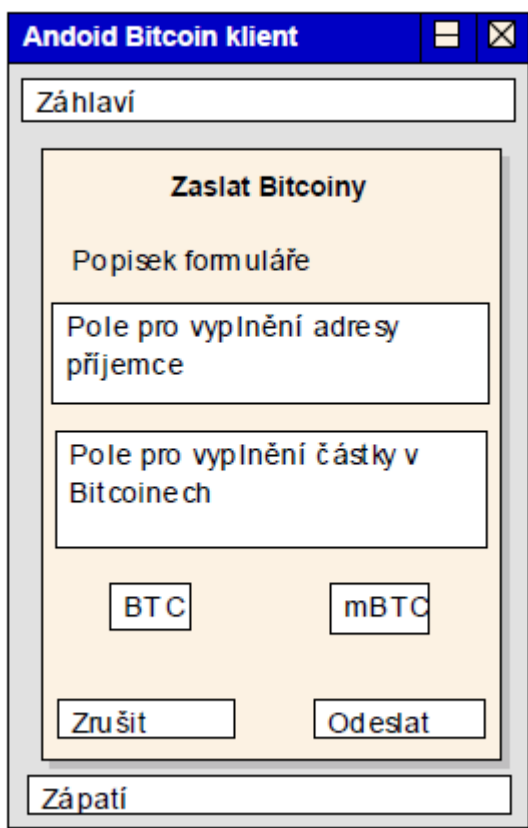 Andoid Bitcoin klient
Záhlaví
Zaslat Bitcoiny
Popisek formuláře
Pole pro vyplnění adresy
příjemce
Pole pro vyplnění částky v
Bitcoinech
BTC
mBTC
Zrušit
Odeslat
Zápatí